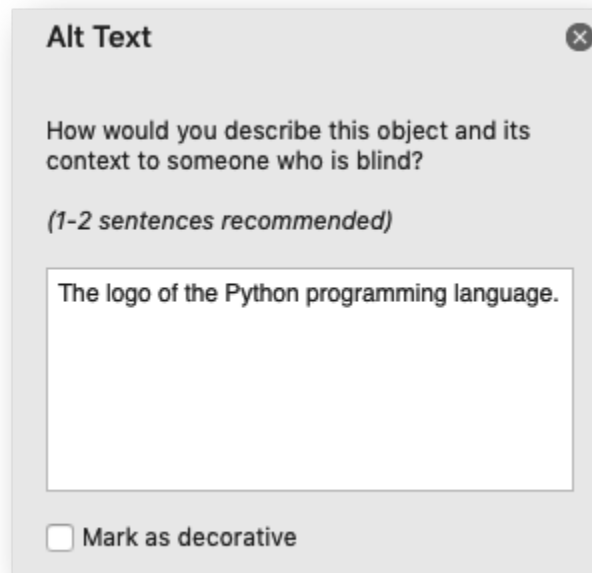 Alt Text
How would you describe this object and its
context to someone who is blind?
(1-2 sentences recommended)
The logo of the Python programming language.
Mark as decorative